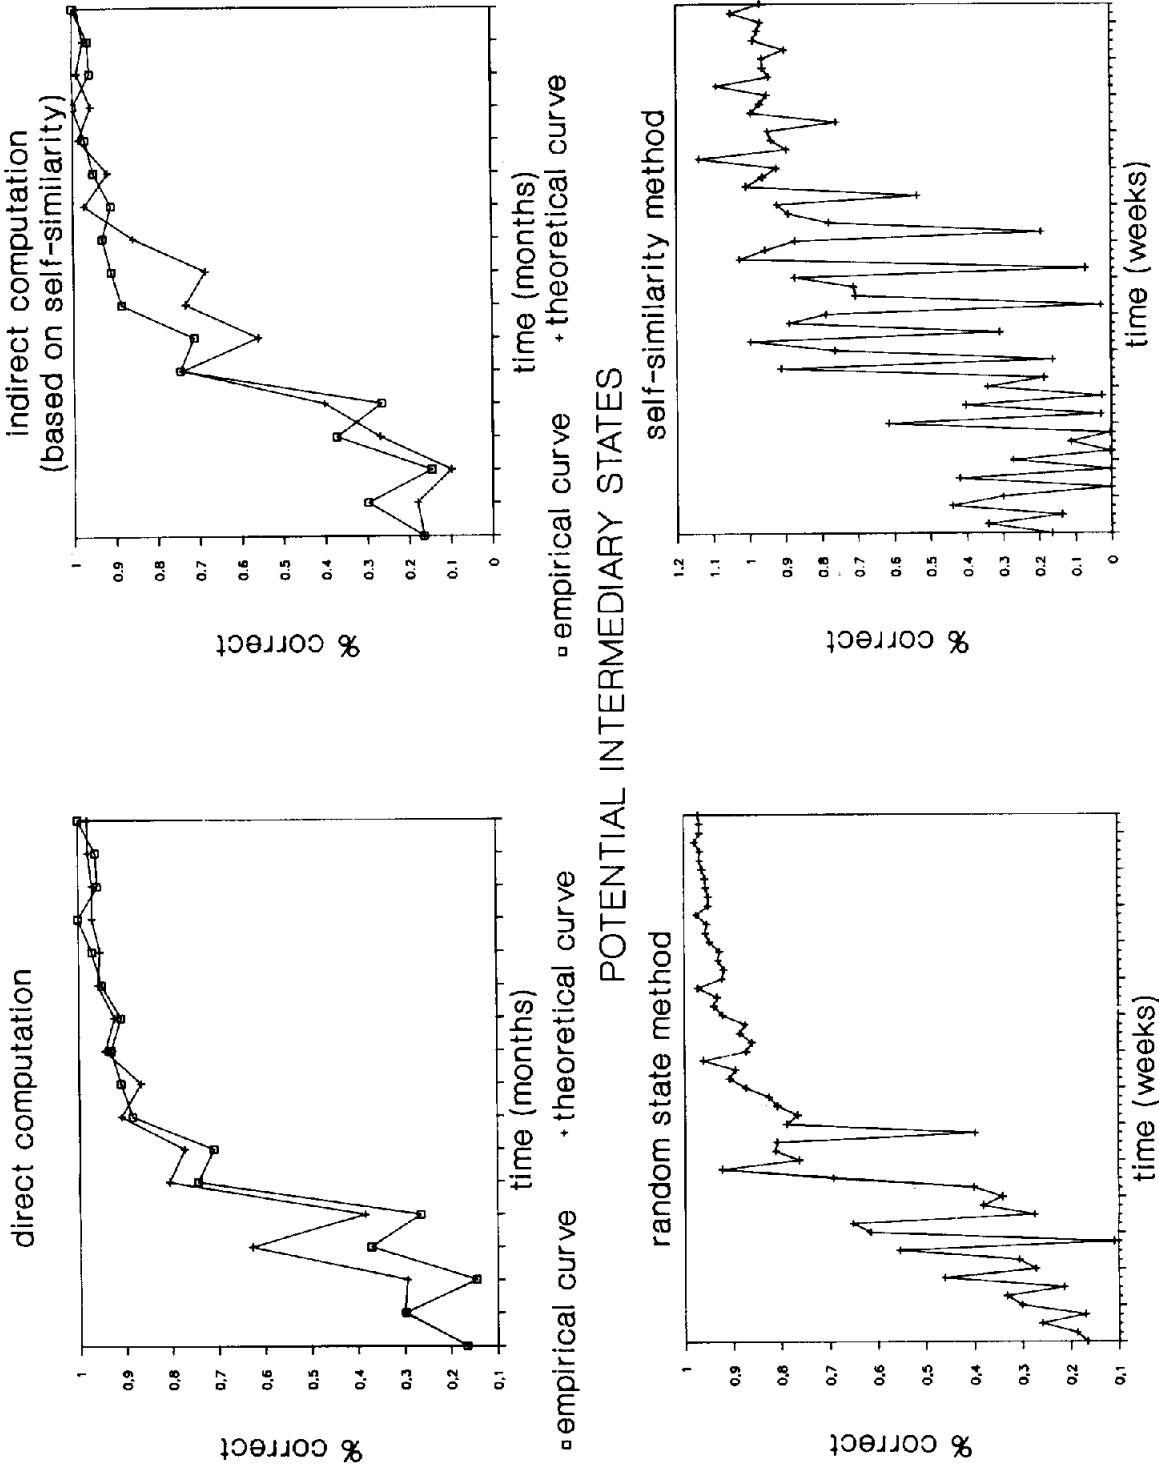 direct computation
% correct
1
0.9
0.8
0.7
0.6
0.5
0.4
0.3
0.2
0.1
time (months)
empirical curve + theoretical curve
indirect computation
(based on self-similarity)
% correct
1
0.9
0.8
0.7
0.6
0.5
0.4
0.3
0.2
0.1
0
time (months)
empirical curve + theoretical curve
POTENTIAL INTERMEDIARY STATES
random state method
% correct
1
0.9
0.8
0.7
0.6
0.5
0.4
0.3
0.2
0.1
time (weeks)
self-similarity method
% correct
1.2
1.1
1
0.9
0.8
0.7
0.6
0.5
0.4
0.3
0.2
0.1
0
time (weeks)